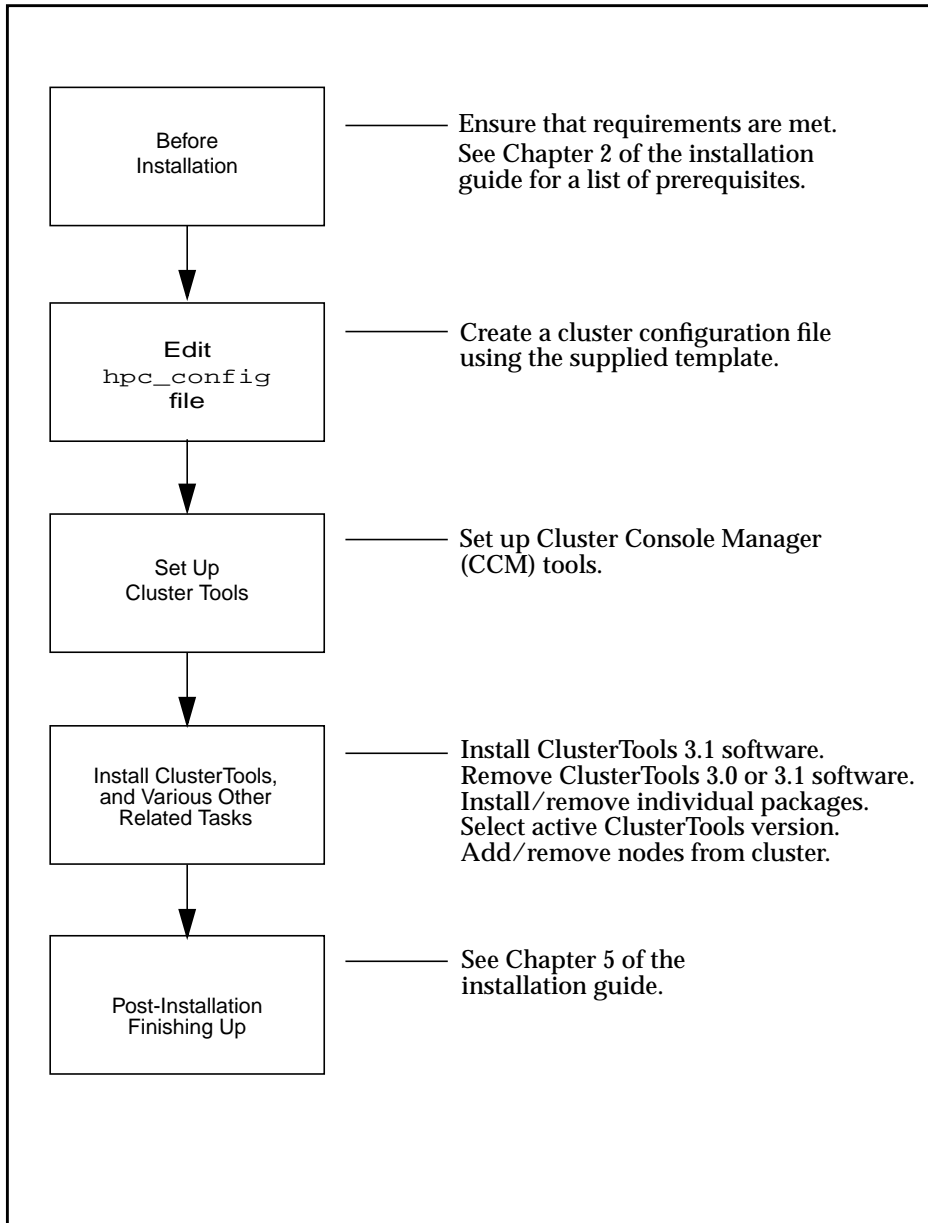 Before
Installation
Ensure that requirements are met.
See Chapter 2 of the installation
guide for a list of prerequisites.
Edit
hpc_config
file
Create a cluster configuration file
using the supplied template.
Set Up
Cluster Tools
Set up Cluster Console Manager
(CCM) tools.
Install ClusterTools,
and Various Other
Related Tasks
Install ClusterTools 3.1 software.
Remove ClusterTools 3.0 or 3.1 software.
Install/remove individual packages.
Select active ClusterTools version.
Add/remove nodes from cluster.
Post-Installation
Finishing Up
See Chapter 5 of the
installation guide.